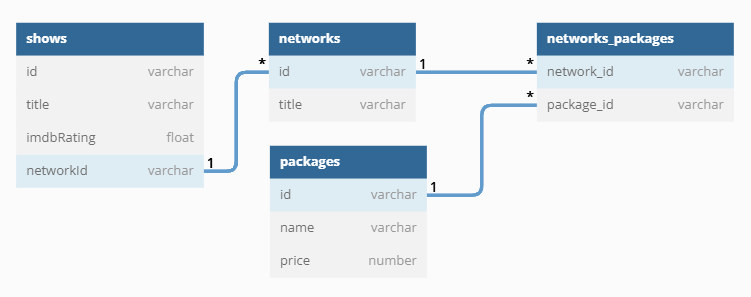 shows
id varchar
title varchar
imdbRating float
networkId varchar
1
*
networks
id varchar
title varchar
1
*
*
networks_packages
network_id varchar
package_id varchar
packages
id varchar
name varchar
price number
1